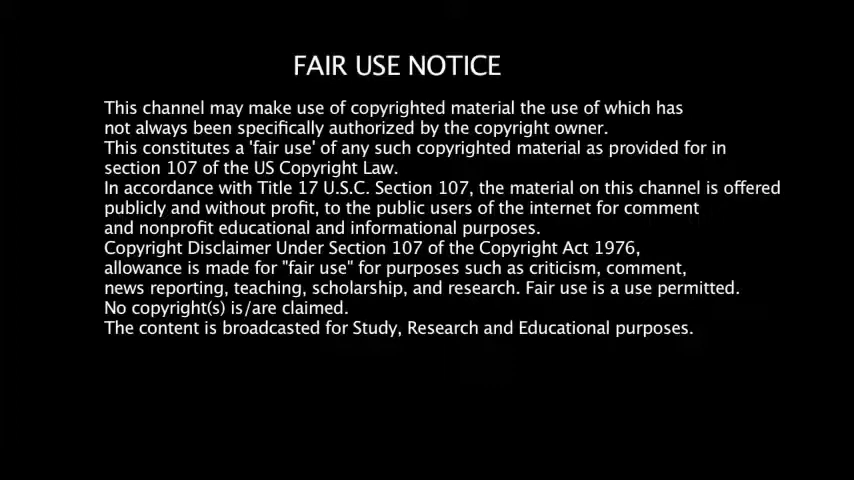 FAIR USE NOTICE
This channel may make use of copyrighted material the use of which has
not always been specifically authorized by the copyright owner.
This constitutes a 'fair use' of any such copyrighted material as provided for in
section 107 of the US Copyright Law.
In accordance with Title 17 U.S.C. Section 107, the material on this channel is offered
publicly and without profit, to the public users of the internet for comment
and nonprofit educational and informational purposes.
Copyright Disclaimer Under Section 107 of the Copyright Act 1976,
allowance is made for "fair use" for purposes such as criticism, comment,
news reporting, teaching, scholarship, and research. Fair use is a use permitted.
No copyright(s) is/are claimed.
The content is broadcasted for Study, Research and Educational purposes.